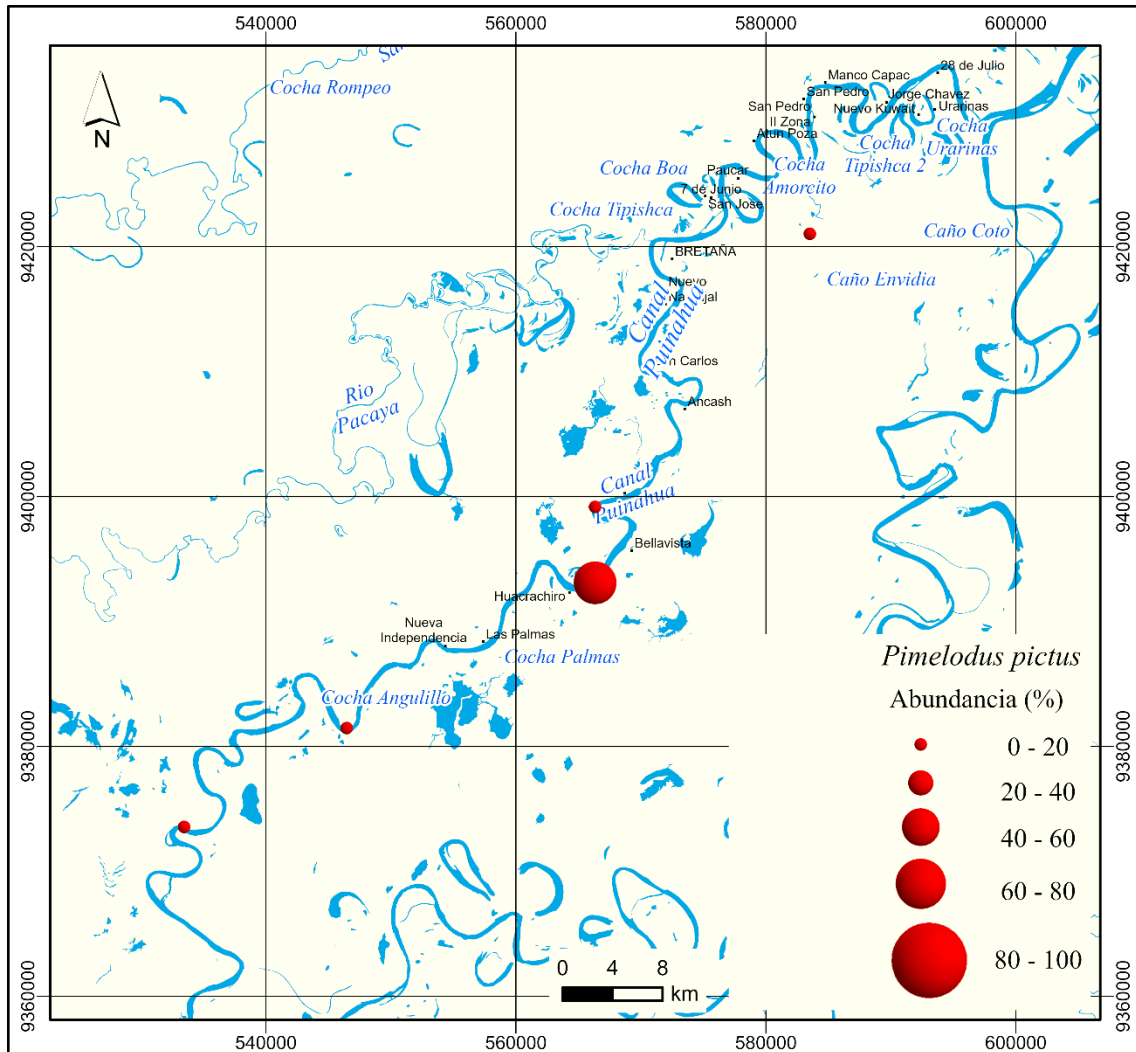 540000 560000 580000 600000
Sa
Cocha Rompeo
N
Manco Capac
28 de Julio
San Pedro
Jorge Chavez
San Pedro
Nuevo Kuwait
Urarinas
II Zona
Cocha
Urarinas
Atun Poza
Cocha
Tipishca 2
Cocha
Amorcito
Cocha Boa
Paucar
7 de Junio
San Jose
Cocha Tipishca
Caño Coto
9420000 9420000
BRETAÑA
Caño Envidia
Nuevo
Canal
Puinahua
Carlos
Rio
Pacaya
Ancash
9400000 9400000
Canal
Puinahua
Bellavista
Huacrachiro
Nueva
Independencia
Las Palmas
Cocha Palmas
Cocha Angulillo
Pimelodus pictus
Abundancia (%)
0 - 20
20 - 40
40 - 60
60 - 80
80 - 100
9380000 9380000
0 4 8
km
9360000 9360000
540000 560000 580000 600000